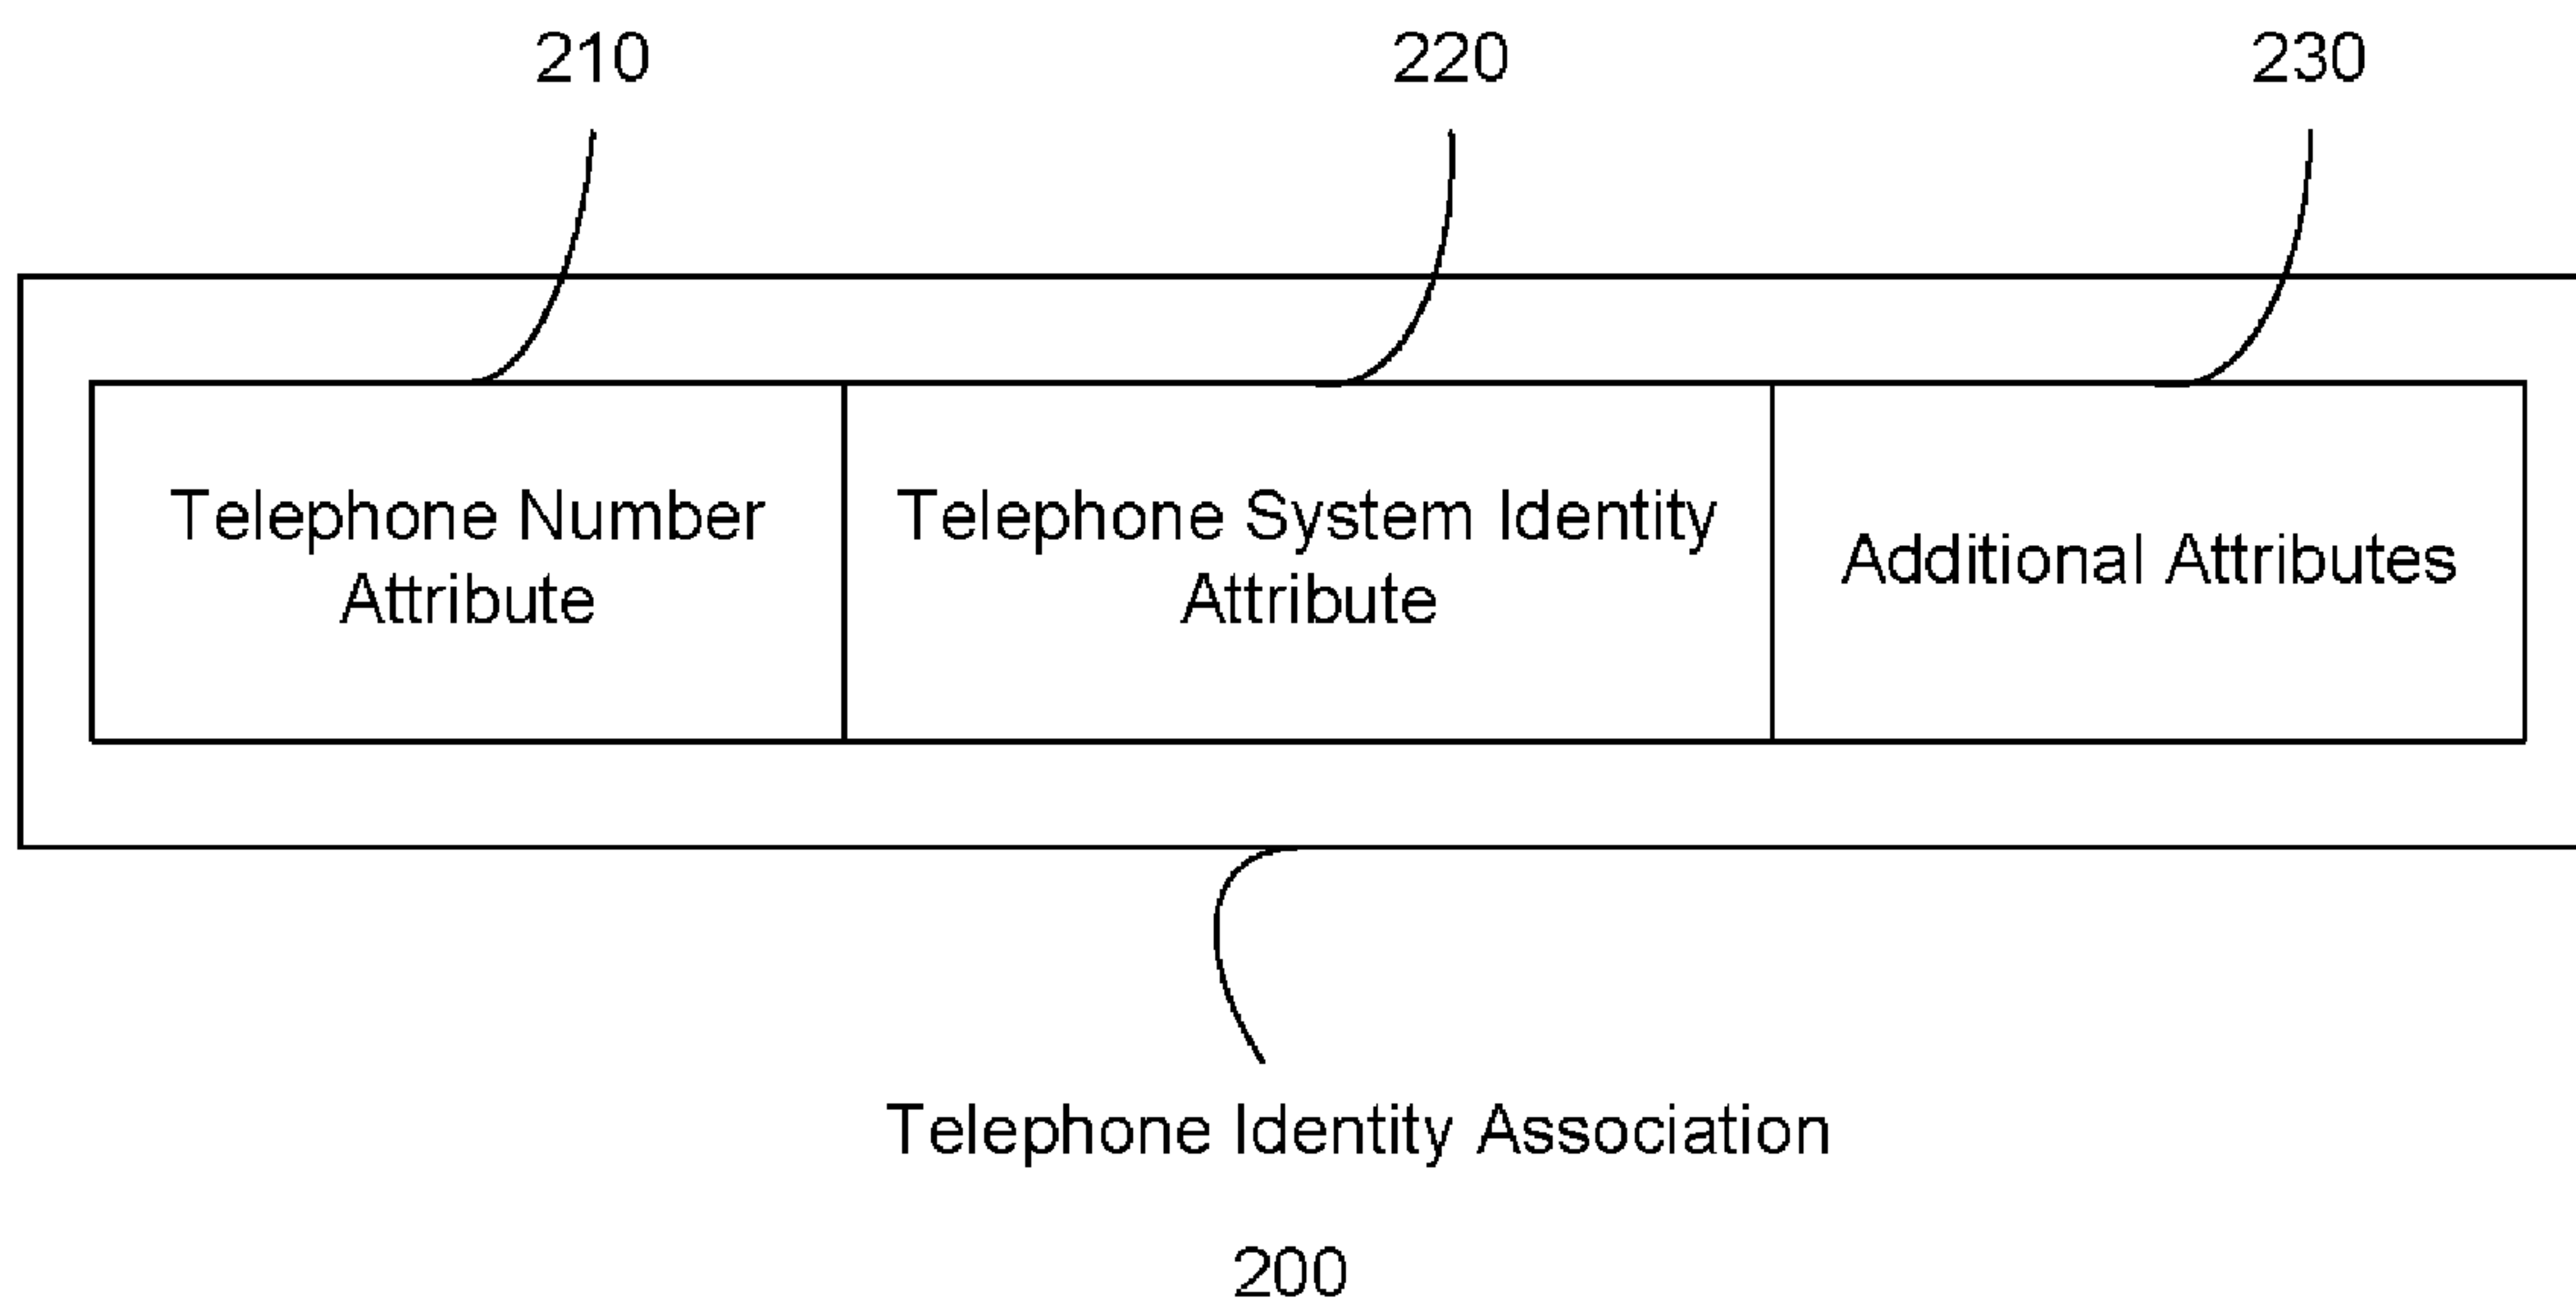 210
220
230
Telephone Number
Attribute
Telephone System Identity
Attribute
Additional Attributes
Telephone Identity Association
200